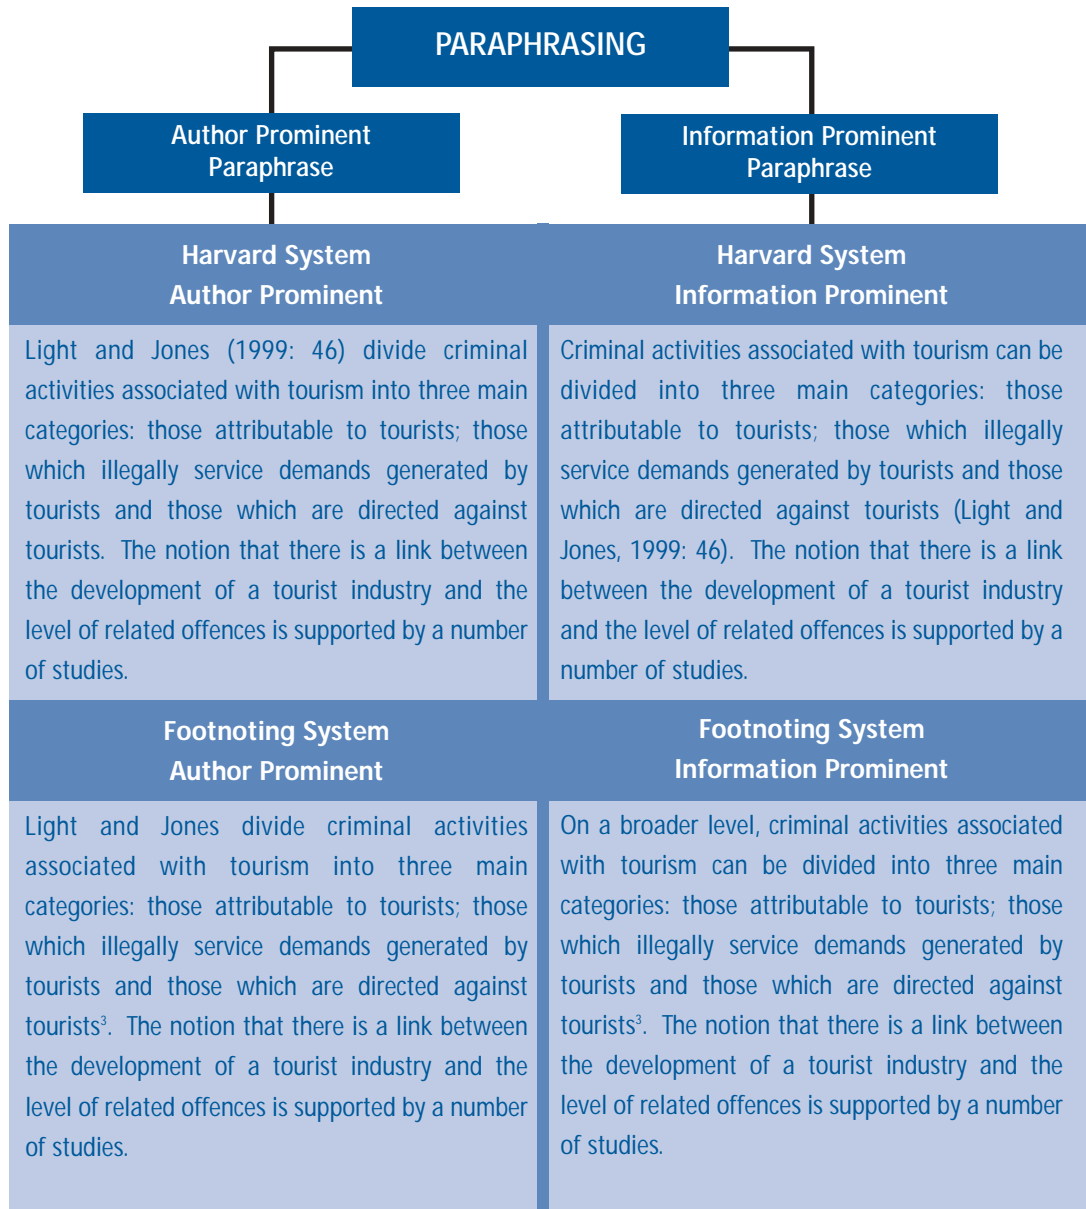 PARAPHRASING
Author Prominent
Paraphrase
Information Prominent
Paraphrase
Harvard System
Author Prominent
Harvard System
Information Prominent
Light and Jones (1999: 46) divide criminal
activities associated with tourism into three main
categories: those attributable to tourists; those
which illegally service demands generated by
tourists and those which are directed against
tourists. The notion that there is a link between
the development of a tourist industry and the
level of related offences is supported by a number
of studies.
Criminal activities associated with tourism can be
divided into three main categories: those
attributable to tourists; those which illegally
service demands generated by tourists and those
which are directed against tourists (Light and
Jones, 1999: 46). The notion that there is a link
between the development of a tourist industry
and the level of related offences is supported by a
number of studies.
Footnoting System
Author Prominent
Footnoting System
Information Prominent
Light and Jones divide criminal activities
associated with tourism into three main
categories: those attributable to tourists; those
which illegally service demands generated by
tourists and those which are directed against
tourists³. The notion that there is a link between
the development of a tourist industry and the
level of related offences is supported by a number
of studies.
On a broader level, criminal activities associated
with tourism can be divided into three main
categories: those attributable to tourists; those
which illegally service demands generated by
tourists and those which are directed against
tourists³. The notion that there is a link between
the development of a tourist industry and the
level of related offences is supported by a number
of studies.